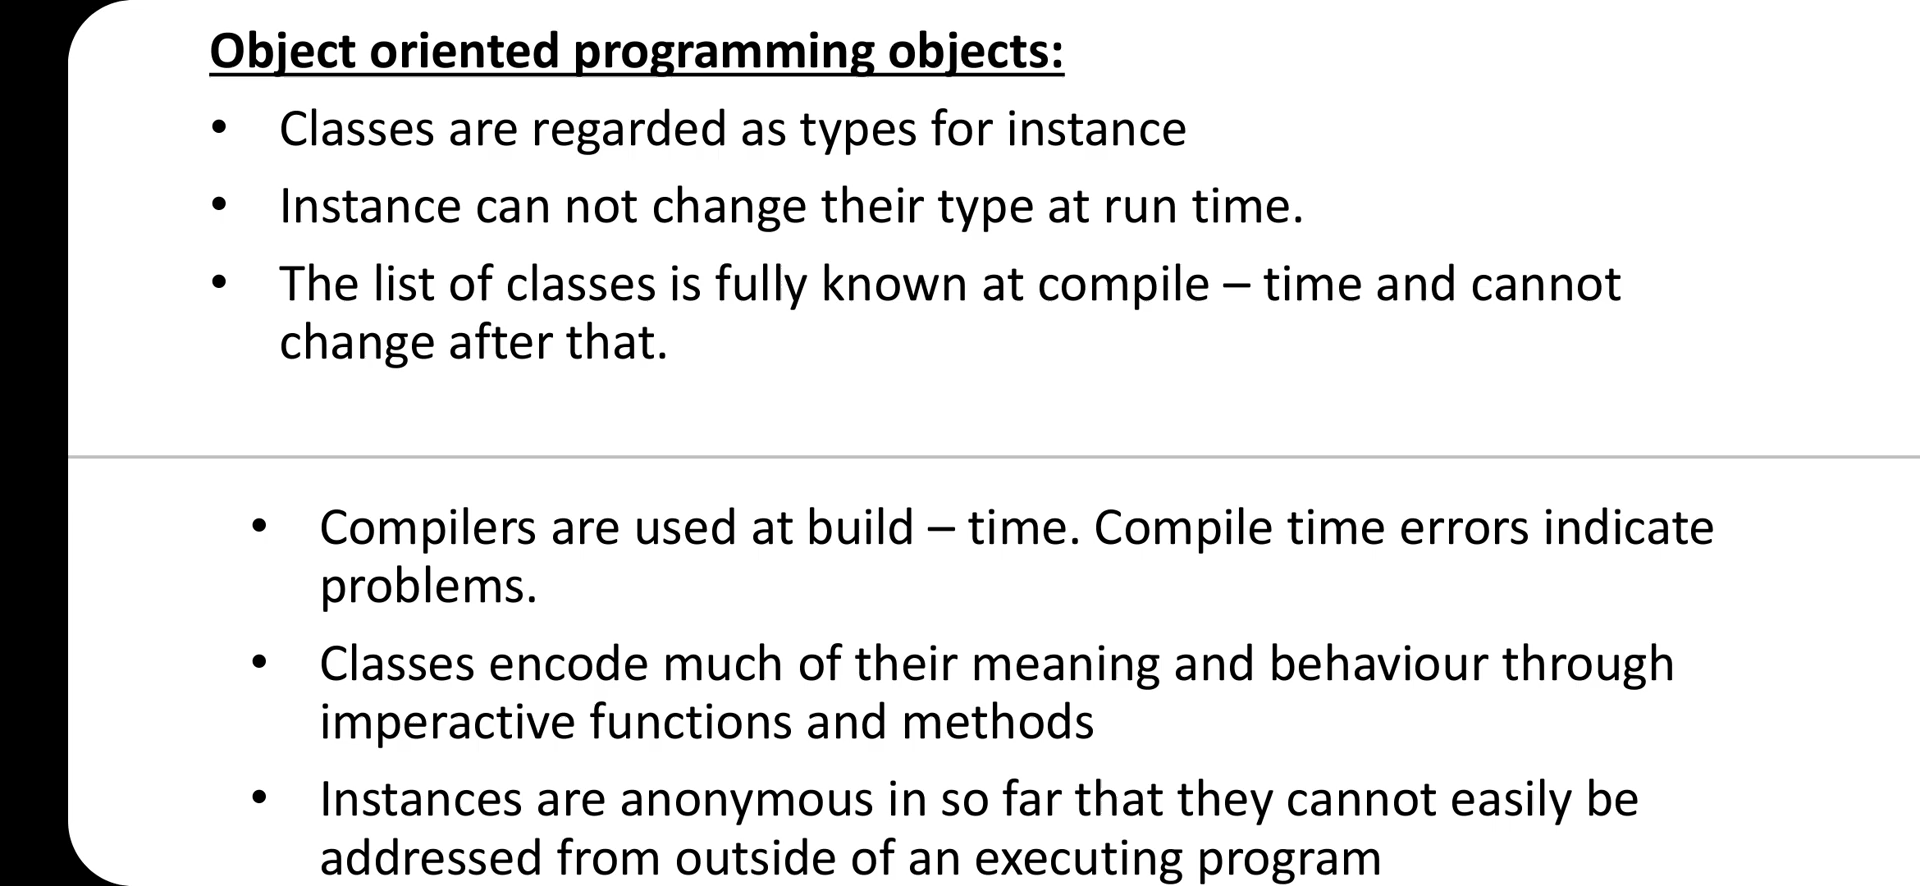 Object oriented programming objects:
• Classes are regarded as types for instance
• Instance can not change their type at run time.
• The list of classes is fully known at compile – time and cannot
change after that.
• Compilers are used at build – time. Compile time errors indicate
problems.
• Classes encode much of their meaning and behaviour through
imperactive functions and methods
• Instances are anonymous in so far that they cannot easily be
addressed from outside of an executing program